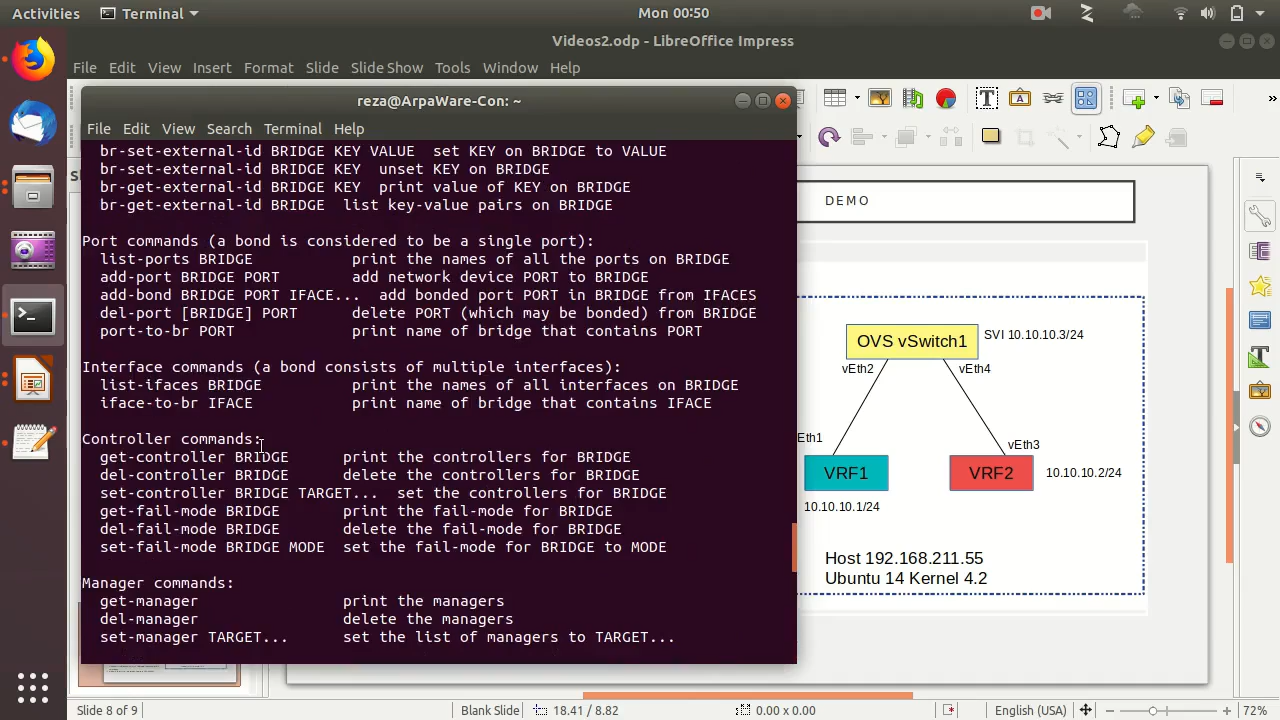 Activities
Terminal
Mon 00:50
Videos2.odp - LibreOffice Impress
File Edit View Insert Format Slide Slide Show Tools Window Help
reza@ArpaWare-Con: ~
File Edit View Search Terminal Help
br-set-external-id BRIDGE KEY VALUE  set KEY on BRIDGE to VALUE
br-set-external-id BRIDGE KEY  unset KEY on BRIDGE
br-get-external-id BRIDGE KEY  print value of KEY on BRIDGE
br-get-external-id BRIDGE  list key-value pairs on BRIDGE
Port commands (a bond is considered to be a single port):
list-ports BRIDGE           print the names of all the ports on BRIDGE
add-port BRIDGE PORT        add network device PORT to BRIDGE
add-bond BRIDGE PORT IFACE...  add bonded port PORT in BRIDGE from IFACES
del-port [BRIDGE] PORT      delete PORT (which may be bonded) from BRIDGE
port-to-br PORT             print name of bridge that contains PORT
Interface commands (a bond consists of multiple interfaces):
list-ifaces BRIDGE          print the names of all interfaces on BRIDGE
iface-to-br IFACE           print name of bridge that contains IFACE
Controller commands:
get-controller BRIDGE      print the controllers for BRIDGE
del-controller BRIDGE      delete the controllers for BRIDGE
set-controller BRIDGE TARGET...  set the controllers for BRIDGE
get-fail-mode BRIDGE       print the fail-mode for BRIDGE
del-fail-mode BRIDGE       delete the fail-mode for BRIDGE
set-fail-mode BRIDGE MODE  set the fail-mode for BRIDGE to MODE
Manager commands:
get-manager                print the managers
del-manager                delete the managers
set-manager TARGET...      set the list of managers to TARGET...
DEMO
OVS vSwitch1
SVI 10.10.10.3/24
vEth2
vEth4
Eth1
vEth3
VRF1
VRF2
10.10.10.2/24
10.10.10.1/24
Host 192.168.211.55
Ubuntu 14 Kernel 4.2
Slide 8 of 9
Blank Slide
18.41 / 8.82
0.00 x 0.00
English (USA)
72%